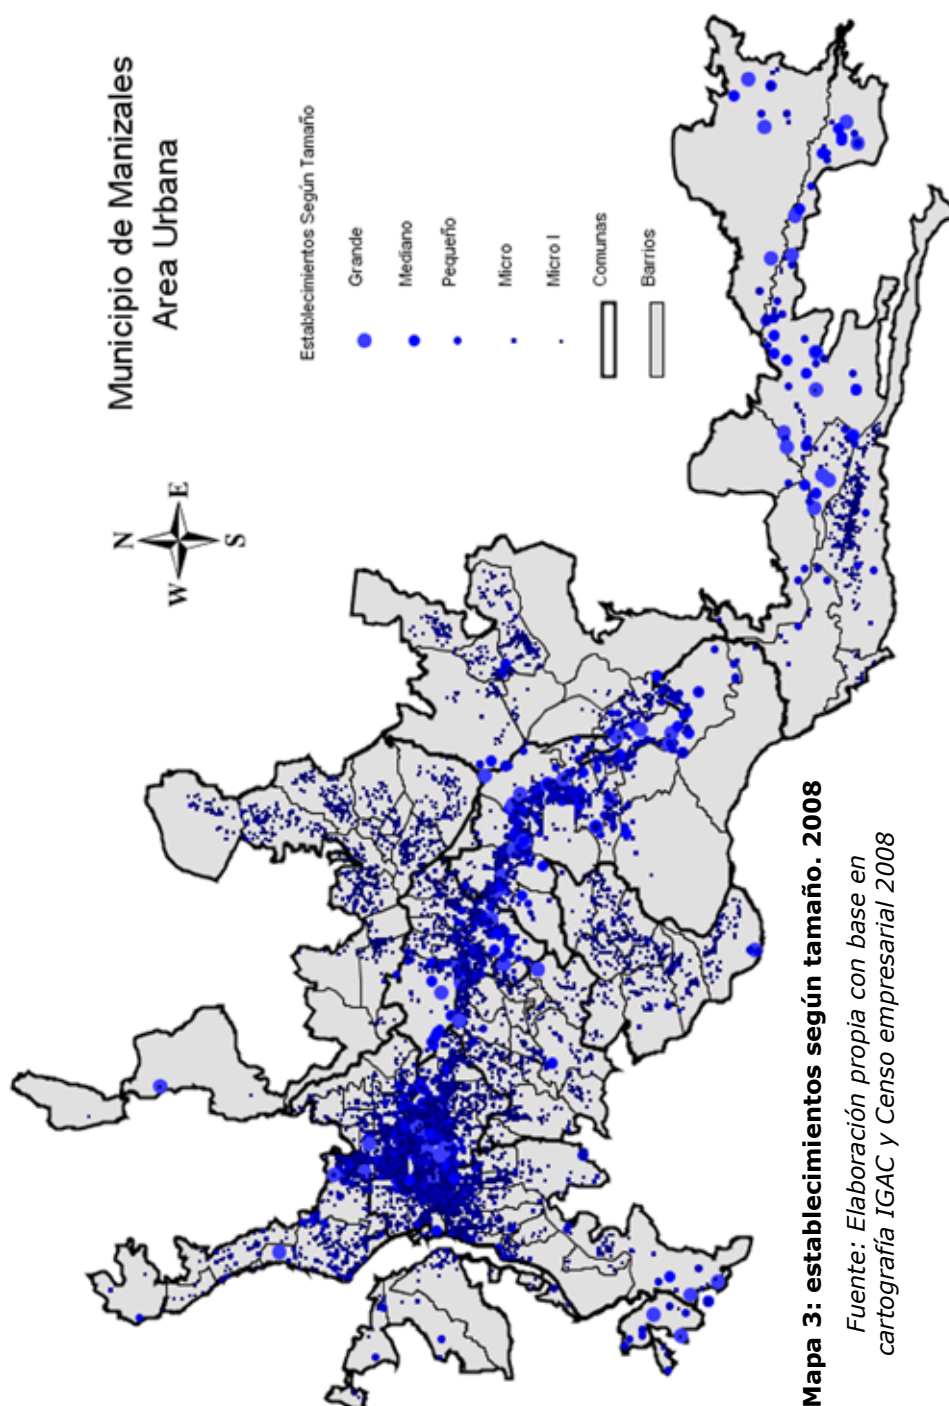 Municipio de Manizales
Area Urbana
N
W
E
S
Establecimientos Según Tamaño
Grande
Mediano
Pequeño
Micro
Micro I
Comunas
Barrios
Mapa 3: establecimientos según tamaño. 2008
Fuente: Elaboración propia con base en
cartografía IGAC y Censo empresarial 2008